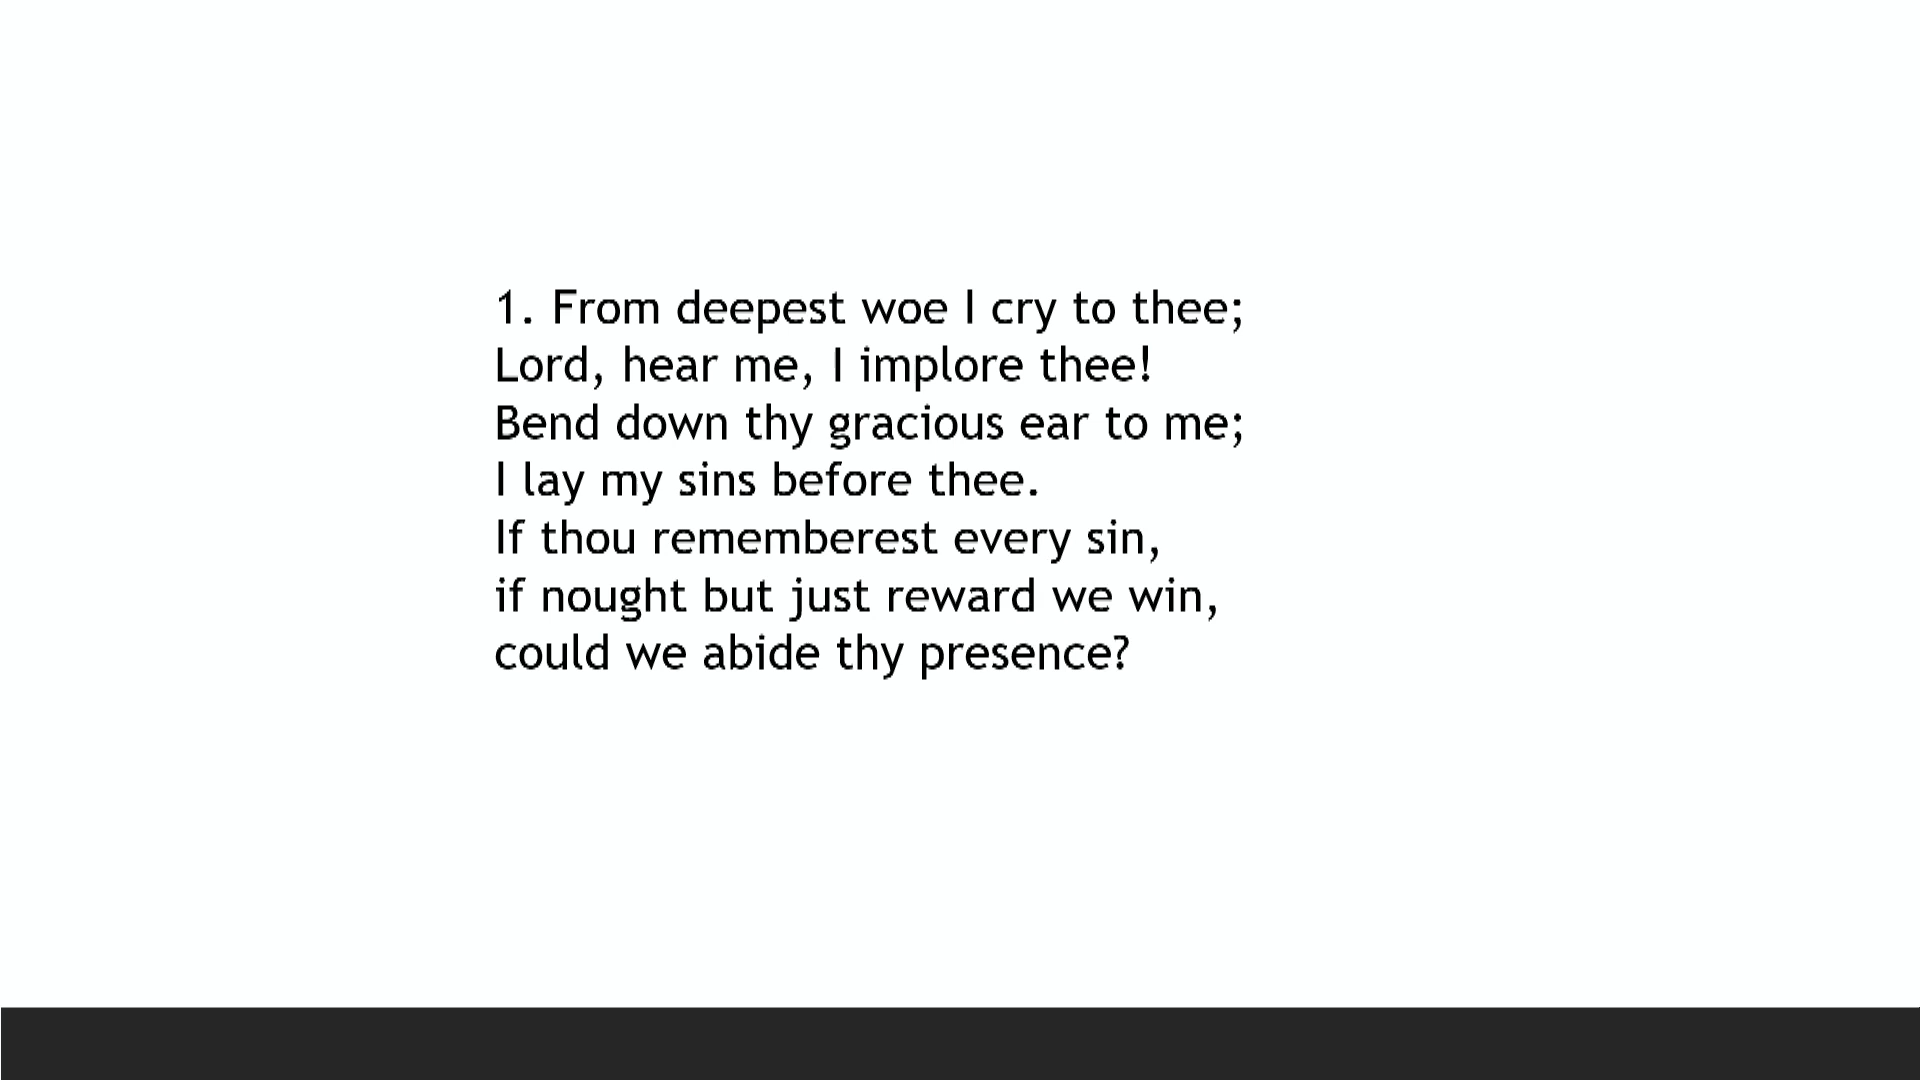 1. From deepest woe I cry to thee;
Lord, hear me, I implore thee!
Bend down thy gracious ear to me;
I lay my sins before thee.
If thou rememberest every sin,
if nought but just reward we win,
could we abide thy presence?